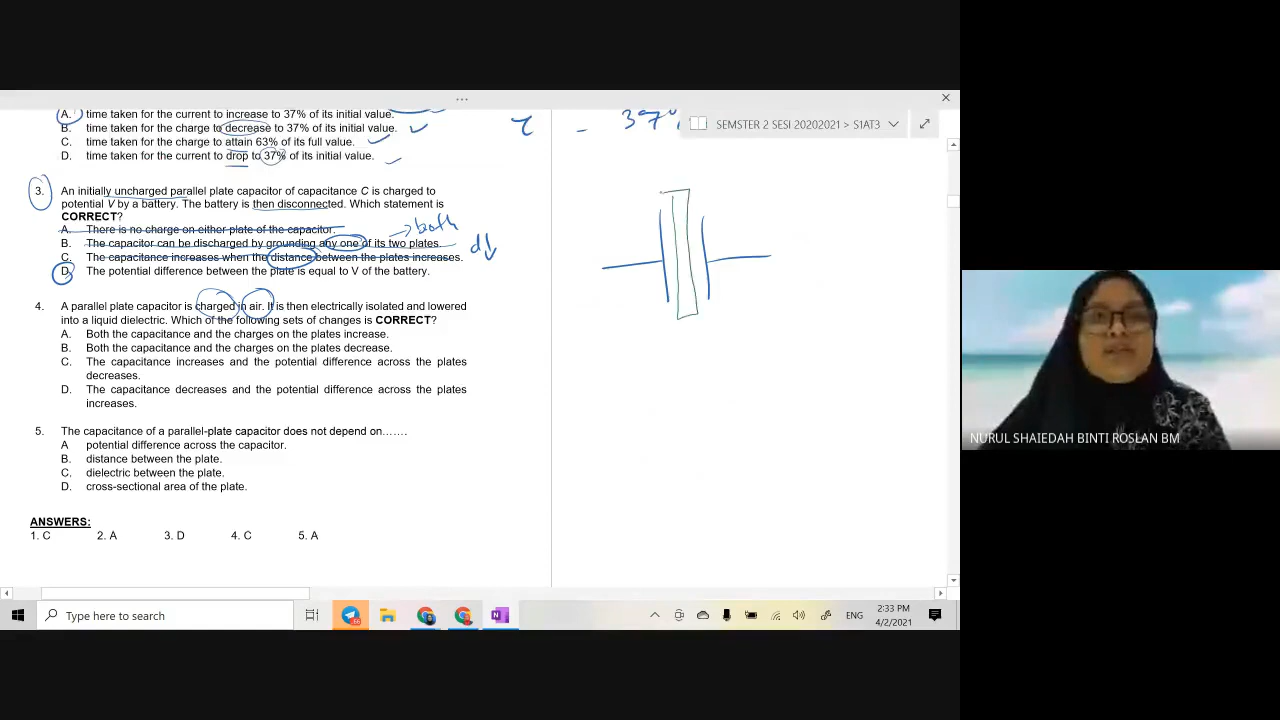 A. time taken for the current to increase to 37% of its initial value.
B. time taken for the charge to decrease to 37% of its initial value.
C. time taken for the charge to attain 63% of its full value.
D. time taken for the current to drop to 37% of its initial value.
τ - 37%
SEMSTER 2 SESI 20202021 > S1AT3
3. An initially uncharged parallel plate capacitor of capacitance C is charged to
potential V by a battery. The battery is then disconnected. Which statement is
CORRECT?
A. There is no charge on either plate of the capacitor.
→ both
B. The capacitor can be discharged by grounding any one of its two plates.
d↓
C. The capacitance increases when the distance between the plates increases.
D. The potential difference between the plate is equal to V of the battery.
4. A parallel plate capacitor is charged in air. It is then electrically isolated and lowered
into a liquid dielectric. Which of the following sets of changes is CORRECT?
A. Both the capacitance and the charges on the plates increase.
B. Both the capacitance and the charges on the plates decrease.
C. The capacitance increases and the potential difference across the plates
decreases.
D. The capacitance decreases and the potential difference across the plates
increases.
5. The capacitance of a parallel-plate capacitor does not depend on…….
A potential difference across the capacitor.
B. distance between the plate.
C. dielectric between the plate.
D. cross-sectional area of the plate.
ANSWERS:
1. C 2. A 3. D 4. C 5. A
NURUL SHAIEDAH BINTI ROSLAN BM
Type here to search
ENG
2:33 PM
4/2/2021